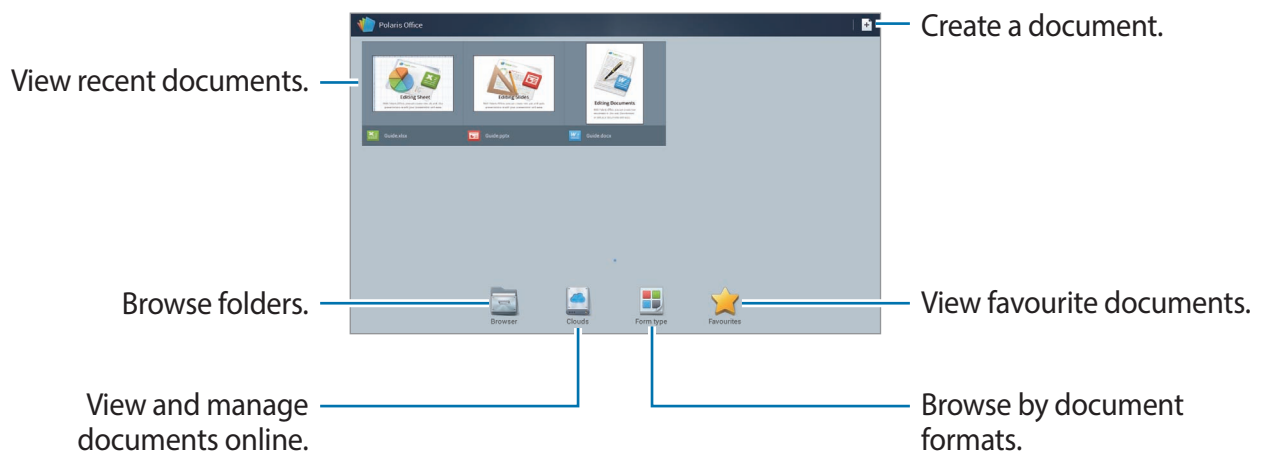 Polaris Office
Create a document.
View recent documents.
Editing Sheet
Editing Slides
Editing Documents
Guide.xlsx
Guide.pptx
Guide.docx
Browse folders.
Browser
Clouds
Form type
Favourites
View favourite documents.
View and manage
documents online.
Browse by document
formats.